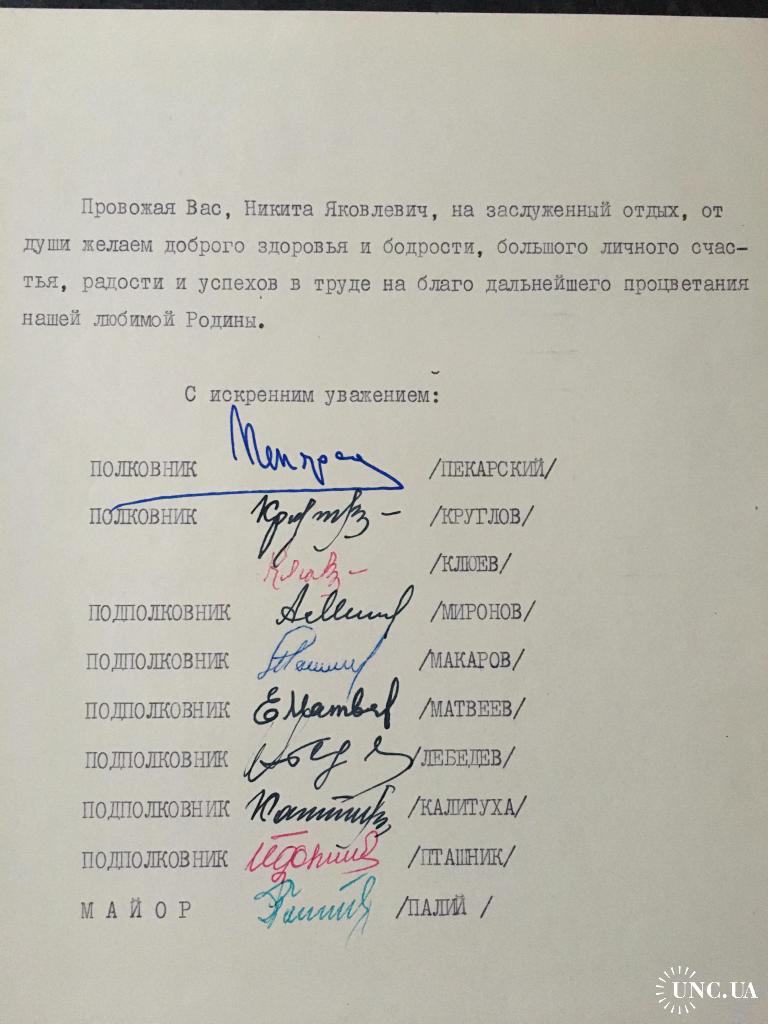 Провожая Вас, Никита Яковлевич, на заслуженный отдых, от
души желаем доброго здоровья и бодрости, большого личного счас-
тья, радости и успехов в труде на благо дальнейшего процветания
нашей любимой Родины.
С искренним уважением:
ПОЛКОВНИК /ПЕКАРСКИЙ/
ПОЛКОВНИК /КРУГЛОВ/
/КЛЮЕВ/
ПОДПОЛКОВНИК /МИРОНОВ/
ПОДПОЛКОВНИК /МАКАРОВ/
ПОДПОЛКОВНИК ЕМатвеев /МАТВЕЕВ/
ПОДПОЛКОВНИК /ЛЕБЕДЕВ/
ПОДПОЛКОВНИК /КАЛИТУХА/
ПОДПОЛКОВНИК /ПТАШНИК/
М А Й О Р /ПАЛИЙ /
UNC.UA